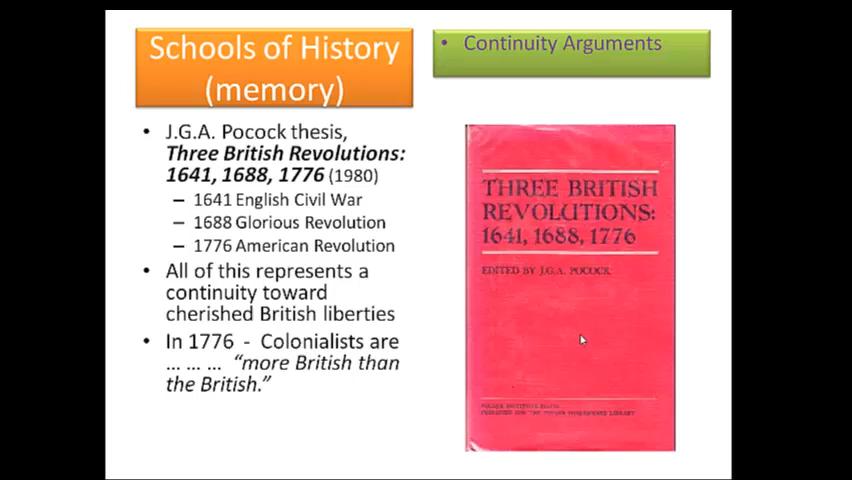 Schools of History
(memory)
• Continuity Arguments
• J.G.A. Pocock thesis,
Three British Revolutions:
1641, 1688, 1776 (1980)
– 1641 English Civil War
– 1688 Glorious Revolution
– 1776 American Revolution
• All of this represents a
continuity toward
cherished British liberties
• In 1776 - Colonialists are
… … … “more British than
the British.”
THREE BRITISH
REVOLUTIONS:
1641, 1688, 1776
EDITED BY J.G.A. POCOCK